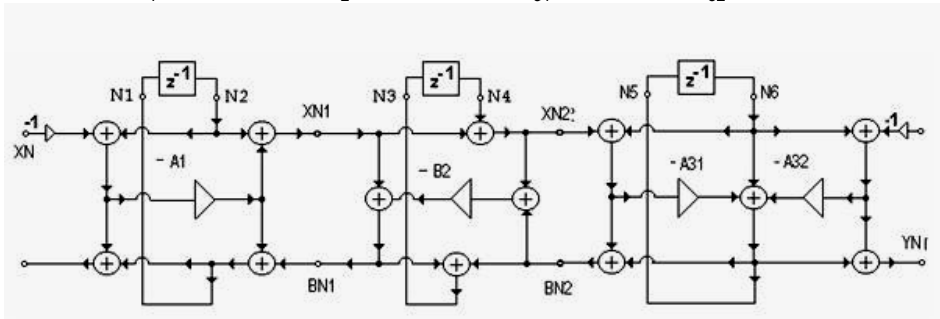 z-1 z-1 z-1
N1 N2 XN1 N3 N4 XN2: N5 N6
-1 -1
XN
- A1 - B2 - A31 - A32
BN1 BN2 YN